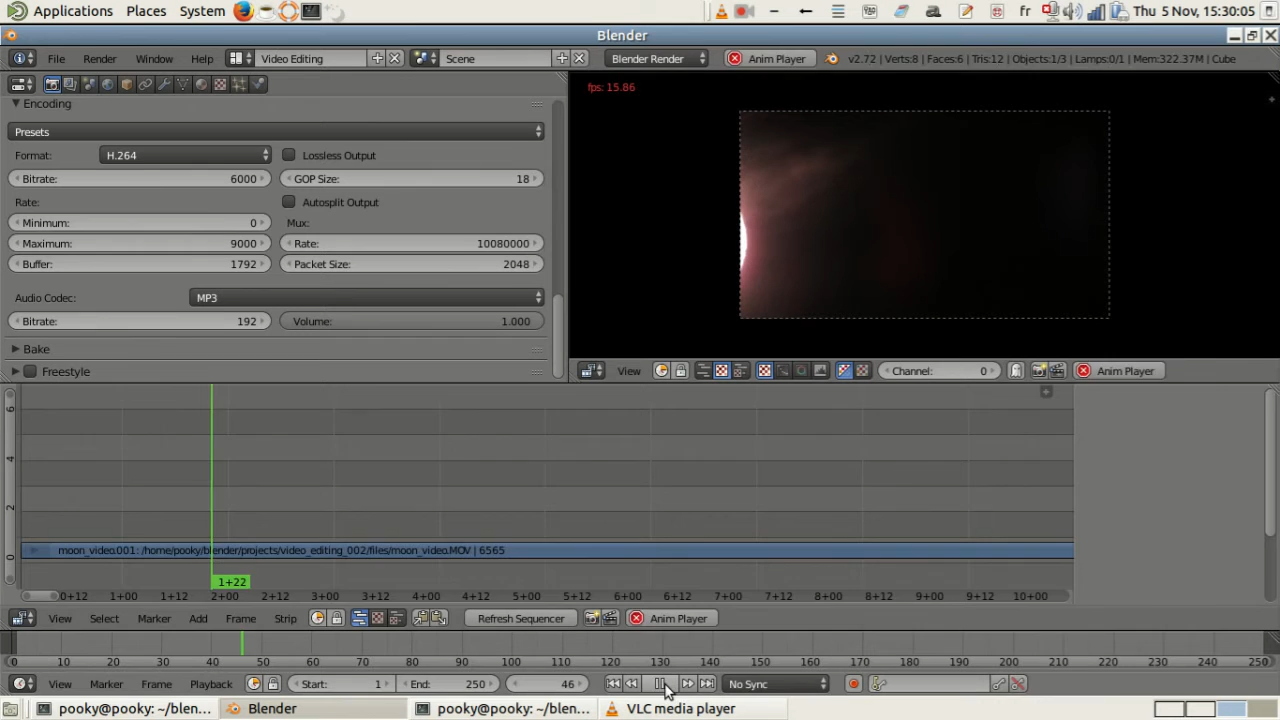 Applications Places System fr Thu 5 Nov, 15:30:05
Blender
File Render Window Help Video Editing Scene Blender Render Anim Player v2.72 | Verts:8 | Faces:6 | Tris:12 | Objects:1/3 | Lamps:0/1 | Mem:322.37M | Cube
Encoding
fps: 15.86
Presets
Format: H.264 Lossless Output
Bitrate: 6000 GOP Size: 18
Rate: Autosplit Output
Minimum: 0 Mux:
Maximum: 9000 Rate: 10080000
Buffer: 1792 Packet Size: 2048
Audio Codec: MP3
Bitrate: 192 Volume: 1.000
Bake
Freestyle
View Channel: 0 Anim Player
6
4
2
0
moon_video.001: /home/pooky/blender/projects/video_editing_002/files/moon_video.MOV | 6565
1+22
0+12 1+00 1+12 2+00 2+12 3+00 3+12 4+00 4+12 5+00 5+12 6+00 6+12 7+00 7+12 8+00 8+12 9+00 9+12 10+00
View Select Marker Add Frame Strip Refresh Sequencer Anim Player
0 10 20 30 40 50 60 70 80 90 100 110 120 130 140 150 160 170 180 190 200 210 220 230 240 250
View Marker Frame Playback Start: 1 End: 250 46 No Sync
pooky@pooky: ~/blen... Blender pooky@pooky: ~/blen... VLC media player